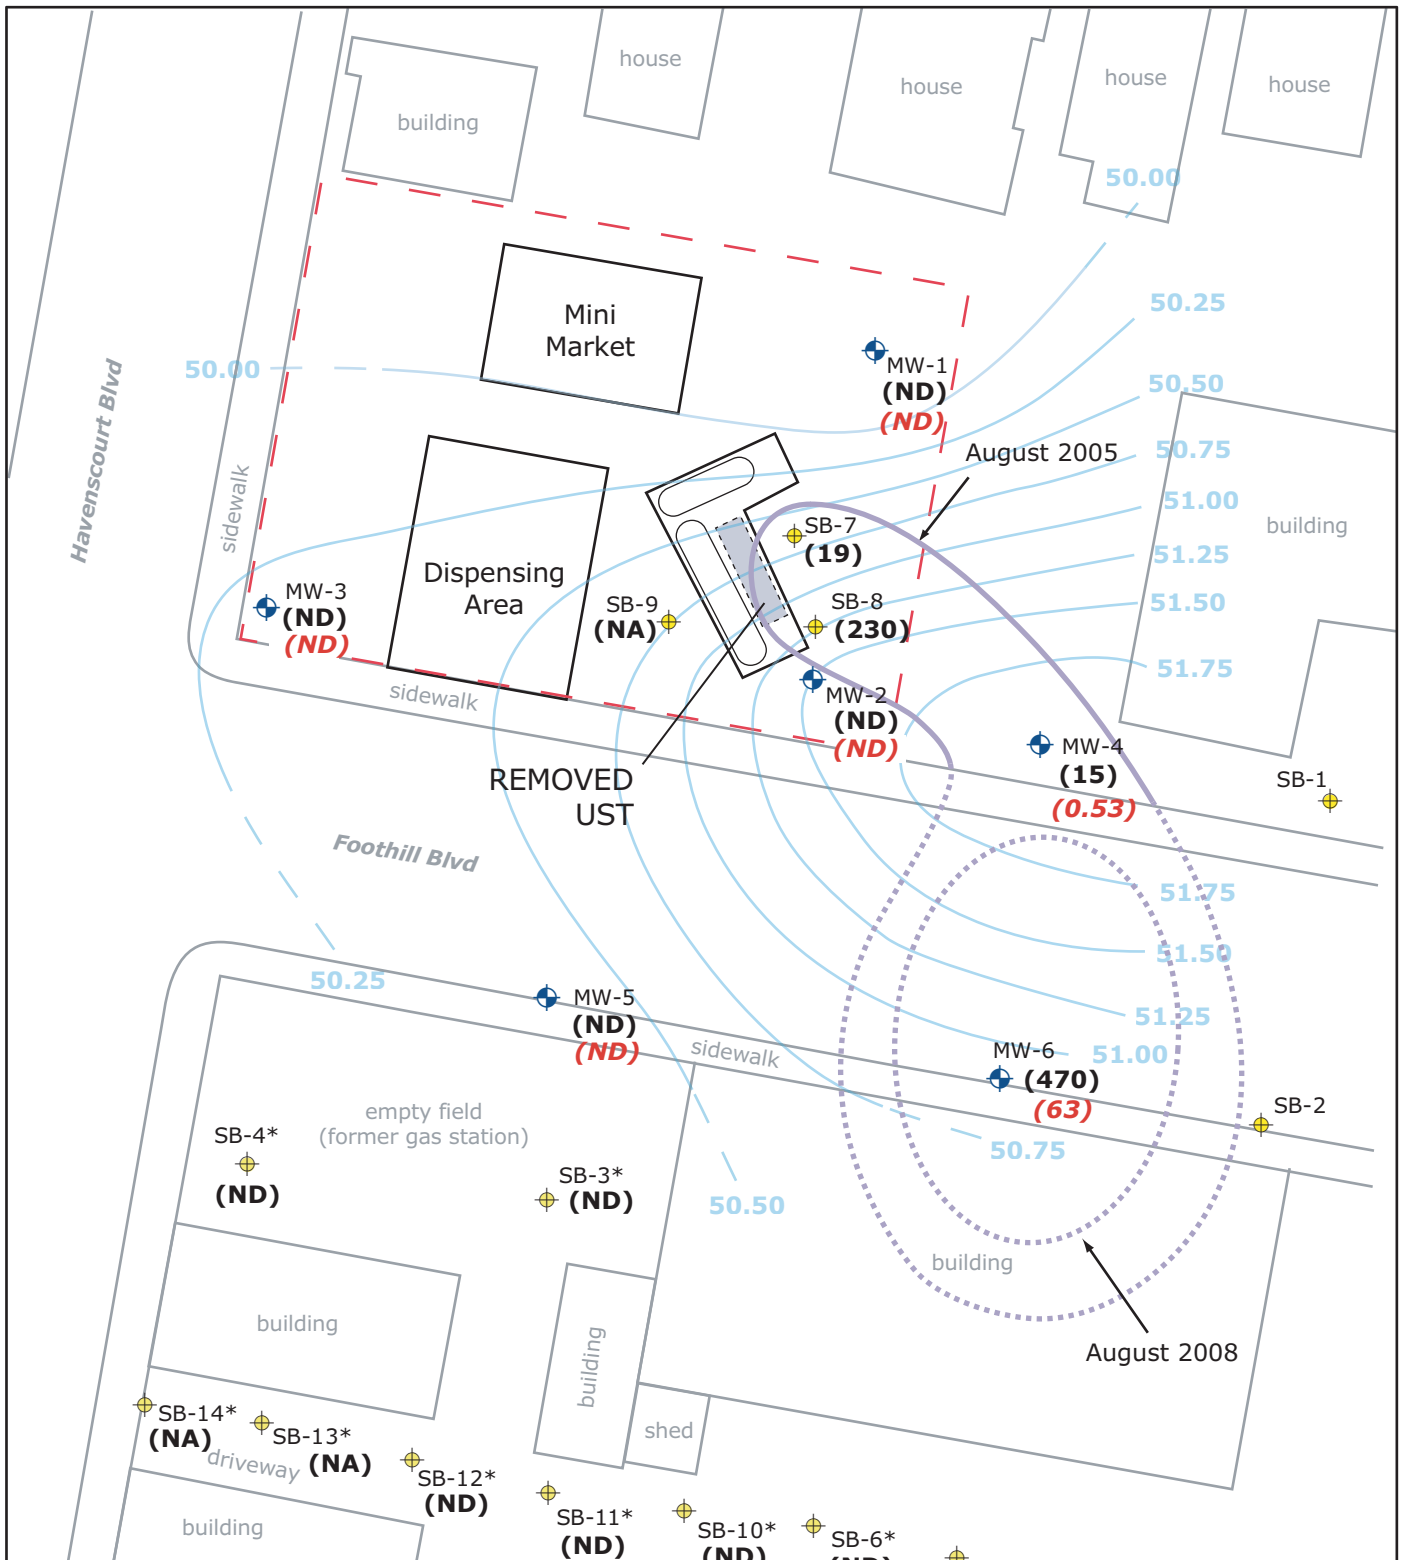 house
house
house
house
building
50.00
50.25
Mini
Market
MW-1
(ND)
(ND)
50.00
50.50
August 2005
50.75
Havenscourt Blvd
sidewalk
51.00
building
SB-7
(19)
51.25
Dispensing
Area
MW-3
(ND)
(ND)
SB-9
(NA)
SB-8
(230)
51.50
51.75
sidewalk
MW-2
(ND)
(ND)
MW-4
(15)
(0.53)
SB-1
REMOVED
UST
Foothill Blvd
51.75
51.50
50.25
MW-5
(ND)
(ND)
51.25
sidewalk
51.00
MW-6
(470)
(63)
SB-2
empty field
(former gas station)
SB-4*
(ND)
SB-3*
(ND)
50.75
50.50
building
building
building
August 2008
SB-14*
(NA)
SB-13*
(NA)
driveway
shed
SB-12*
(ND)
building
SB-11*
(ND)
SB-10*
(ND)
SB-6*
(ND)